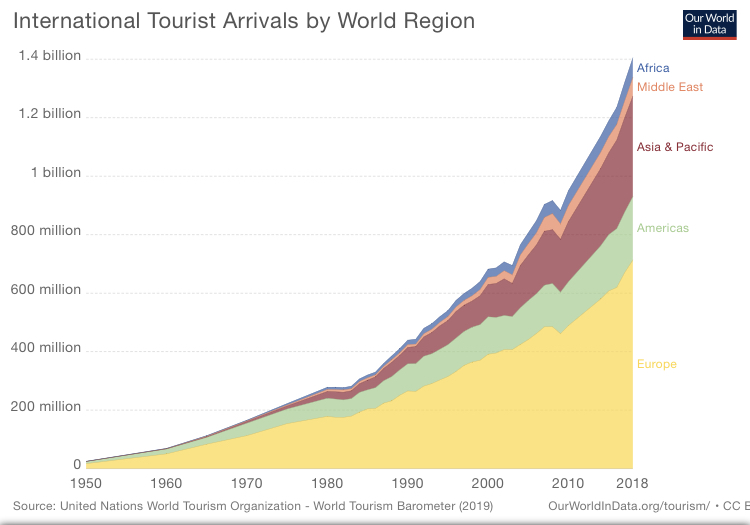 International Tourist Arrivals by World Region
Our World
in Data
1.4 billion
1.2 billion
1 billion
800 million
600 million
400 million
200 million
0
Africa
Middle East
Asia & Pacific
Americas
Europe
1950
1960
1970
1980
1990
2000
2010
2018
Source: United Nations World Tourism Organization - World Tourism Barometer (2019)
OurWorldInData.org/tourism/ • CC